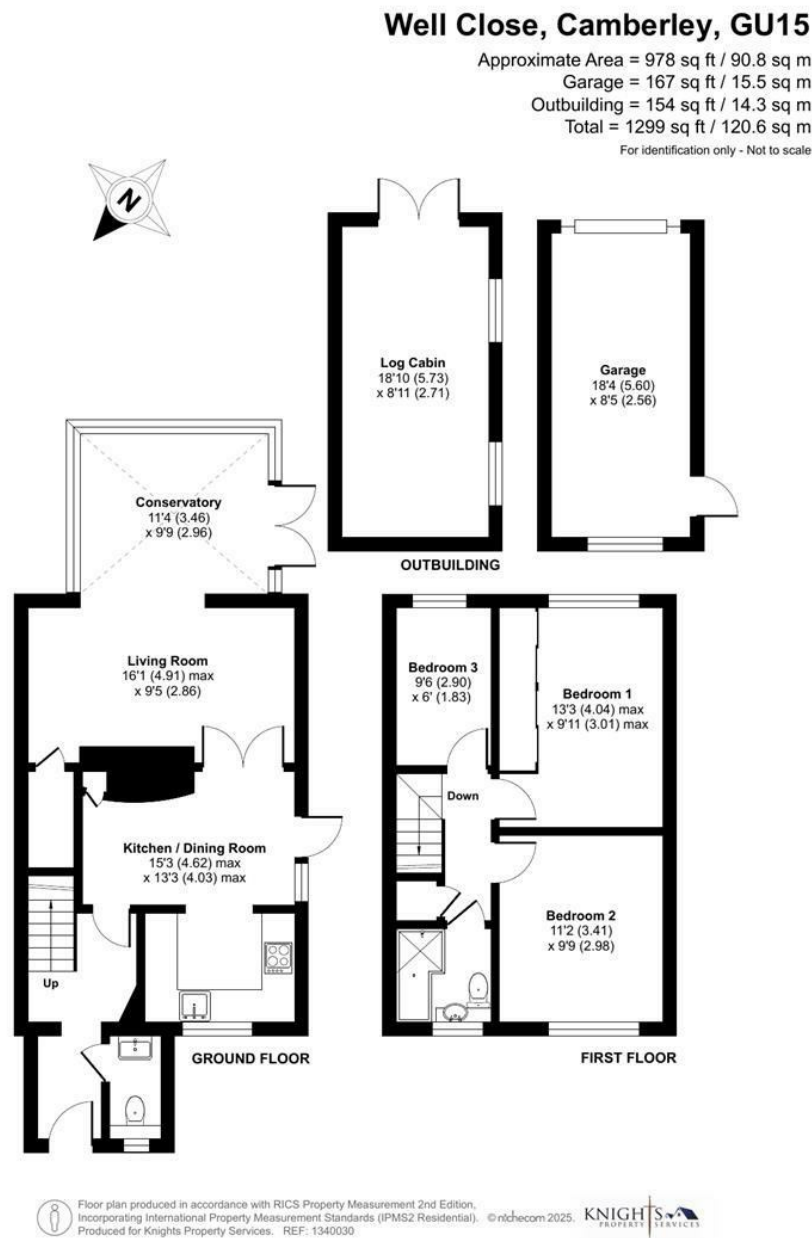 Well Close, Camberley, GU15
Approximate Area = 978 sq ft / 90.8 sq m
Garage = 167 sq ft / 15.5 sq m
Outbuilding = 154 sq ft / 14.3 sq m
Total = 1299 sq ft / 120.6 sq m
For identification only - Not to scale
N
Log Cabin
18'10 (5.73)
x 8'11 (2.71)
Garage
18'4 (5.60)
x 8'5 (2.56)
Conservatory
11'4 (3.46)
x 9'9 (2.96)
OUTBUILDING
Living Room
16'1 (4.91) max
x 9'5 (2.86)
Bedroom 3
9'6 (2.90)
x 6' (1.83)
Bedroom 1
13'3 (4.04) max
x 9'11 (3.01) max
Down
Kitchen / Dining Room
15'3 (4.62) max
x 13'3 (4.03) max
Bedroom 2
11'2 (3.41)
x 9'9 (2.98)
Up
GROUND FLOOR
FIRST FLOOR
Floor plan produced in accordance with RICS Property Measurement 2nd Edition,
Incorporating International Property Measurement Standards (IPMS2 Residential). © nichecom 2025.
Produced for Knights Property Services. REF: 1340030
KNIGHTS
PROPERTY SERVICES